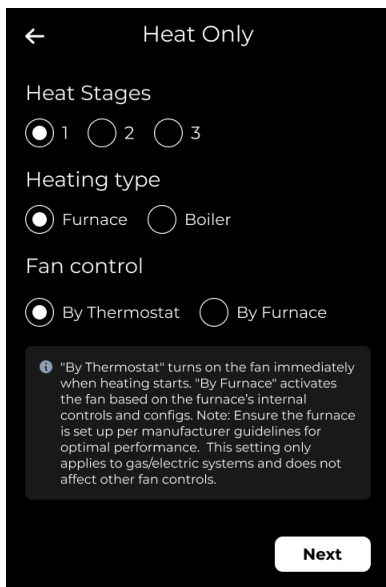 Heat Only
Heat Stages
1 2 3
Heating type
Furnace Boiler
Fan control
By Thermostat By Furnace
"By Thermostat" turns on the fan immediately
when heating starts. "By Furnace" activates
the fan based on the furnace's internal
controls and configs. Note: Ensure the furnace
is set up per manufacturer guidelines for
optimal performance.  This setting only
applies to gas/electric systems and does not
affect other fan controls.
Next